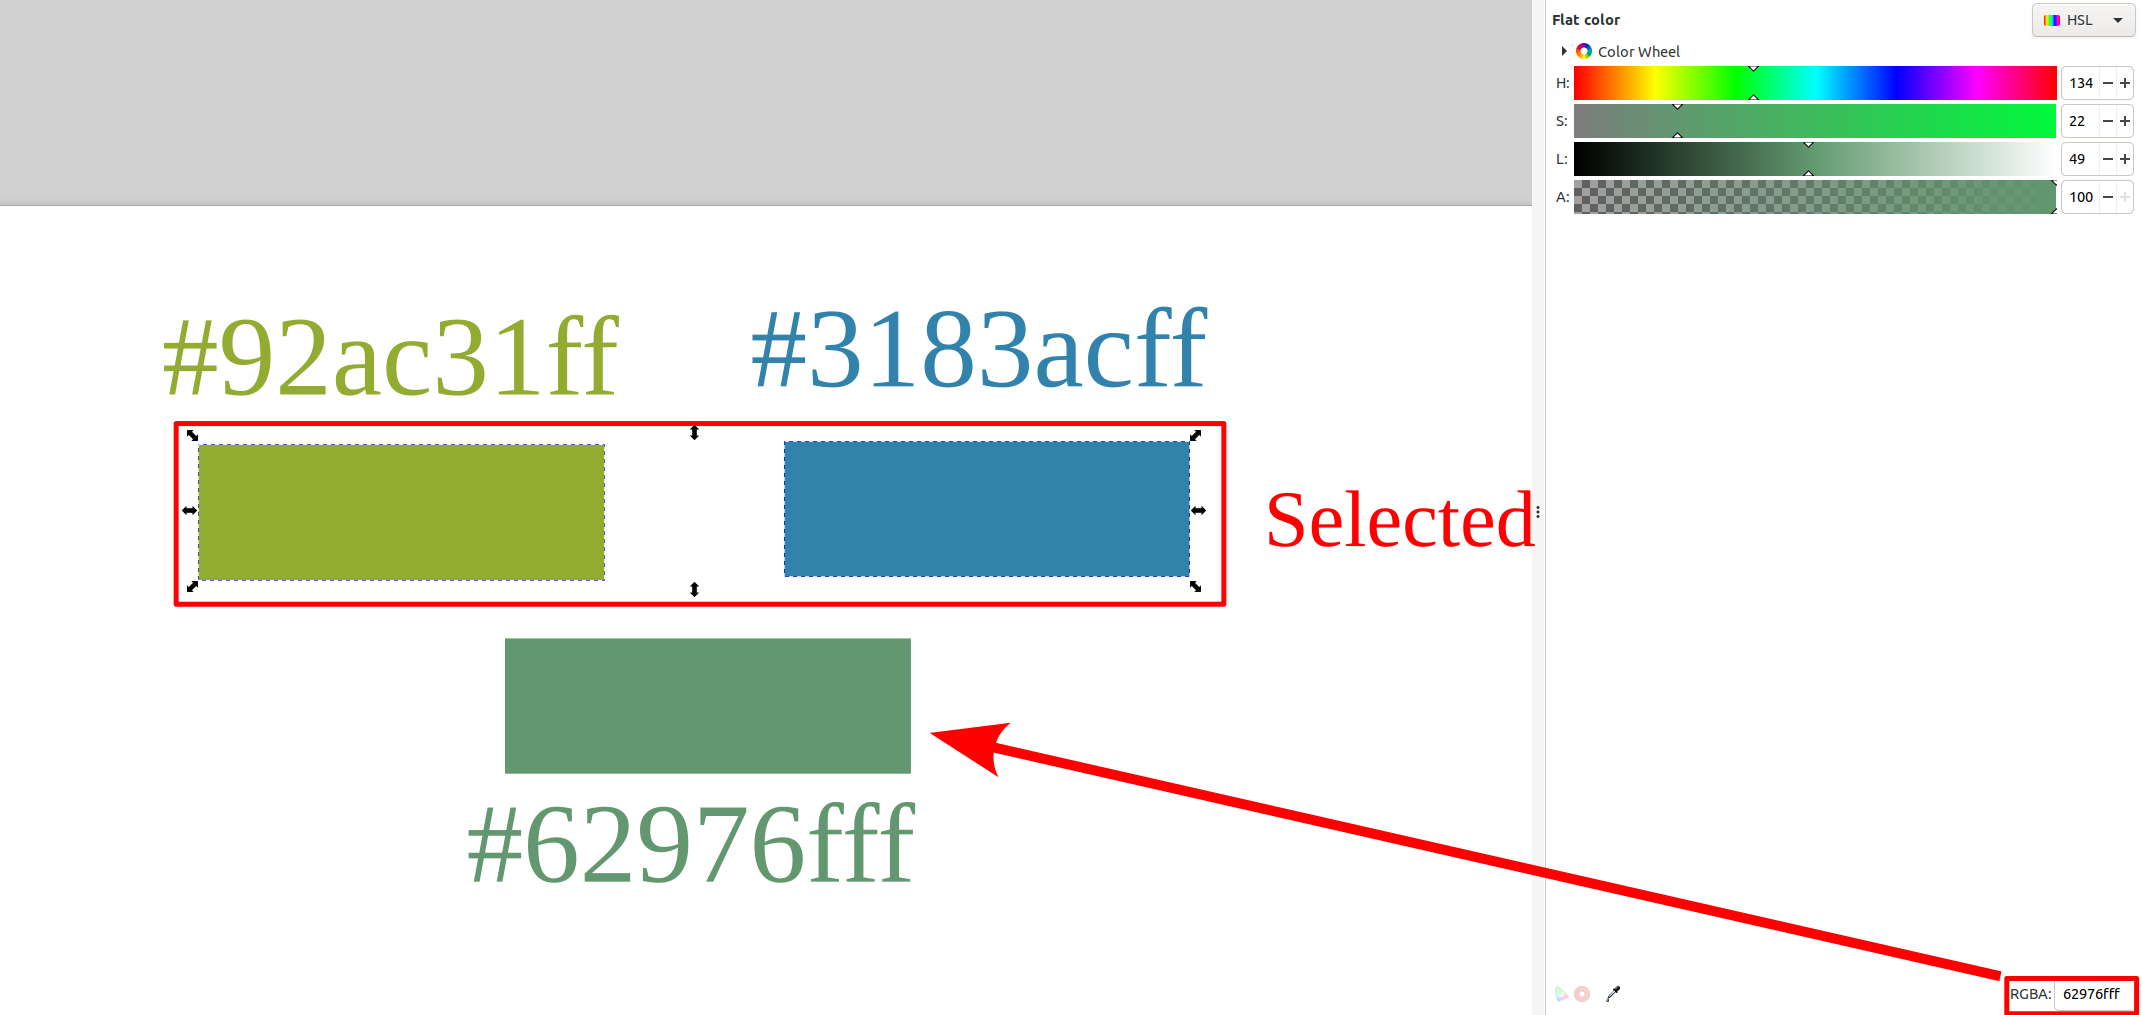 Flat color
HSL
Color Wheel
H: 134
S: 22
L: 49
A: 100
#92ac31ff #3183acff
Selected
#62976fff
RGBA: 62976fff